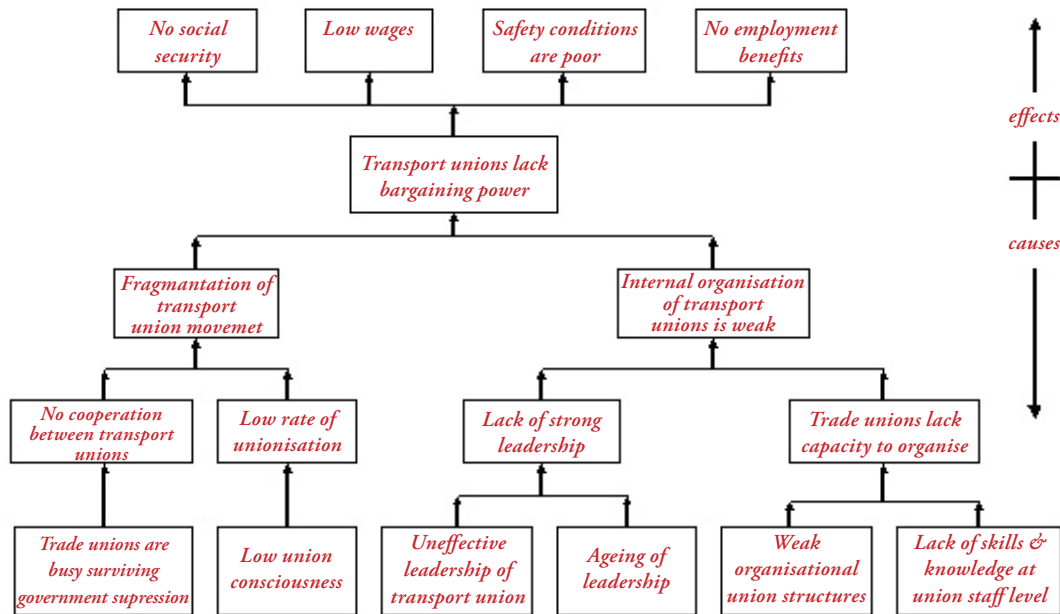 No social
security
Low wages
Safety conditions
are poor
No employment
benefits
effects
Transport unions lack
bargaining power
causes
Fragmantation of
transport
union movemet
Internal organisation
of transport
unions is weak
No cooperation
between transport
unions
Low rate of
unionisation
Lack of strong
leadership
Trade unions lack
capacity to organise
Trade unions are
busy surviving
government supression
Low union
consciousness
Uneffective
leadership of
transport union
Ageing of
leadership
Weak
organisational
union structures
Lack of skills &
knowledge at
union staff level